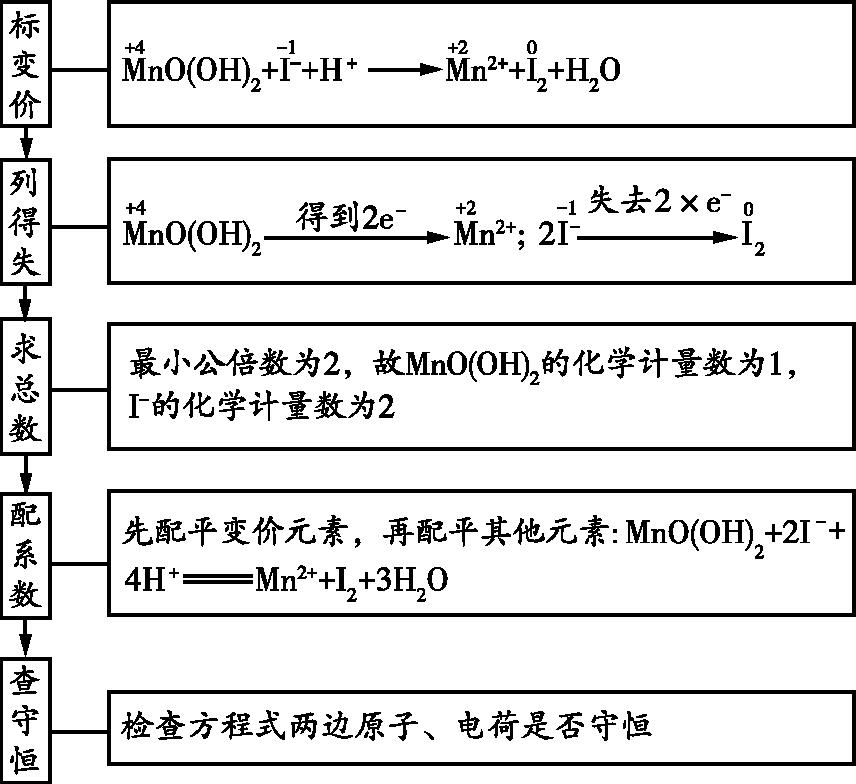 标变价
+4 -1 +2 0
MnO(OH)₂+I⁻+H⁺ ⟶ Mn²⁺+I₂+H₂O
列得失
+4 得到2e⁻ +2 -1 失去2×e⁻ 0
MnO(OH)₂ ⟶ Mn²⁺; 2I⁻ ⟶ I₂
求总数
最小公倍数为2，故MnO(OH)₂的化学计量数为1，
I⁻的化学计量数为2
配系数
先配平变价元素，再配平其他元素：MnO(OH)₂+2I⁻+
4H⁺══Mn²⁺+I₂+3H₂O
查守恒
检查方程式两边原子、电荷是否守恒